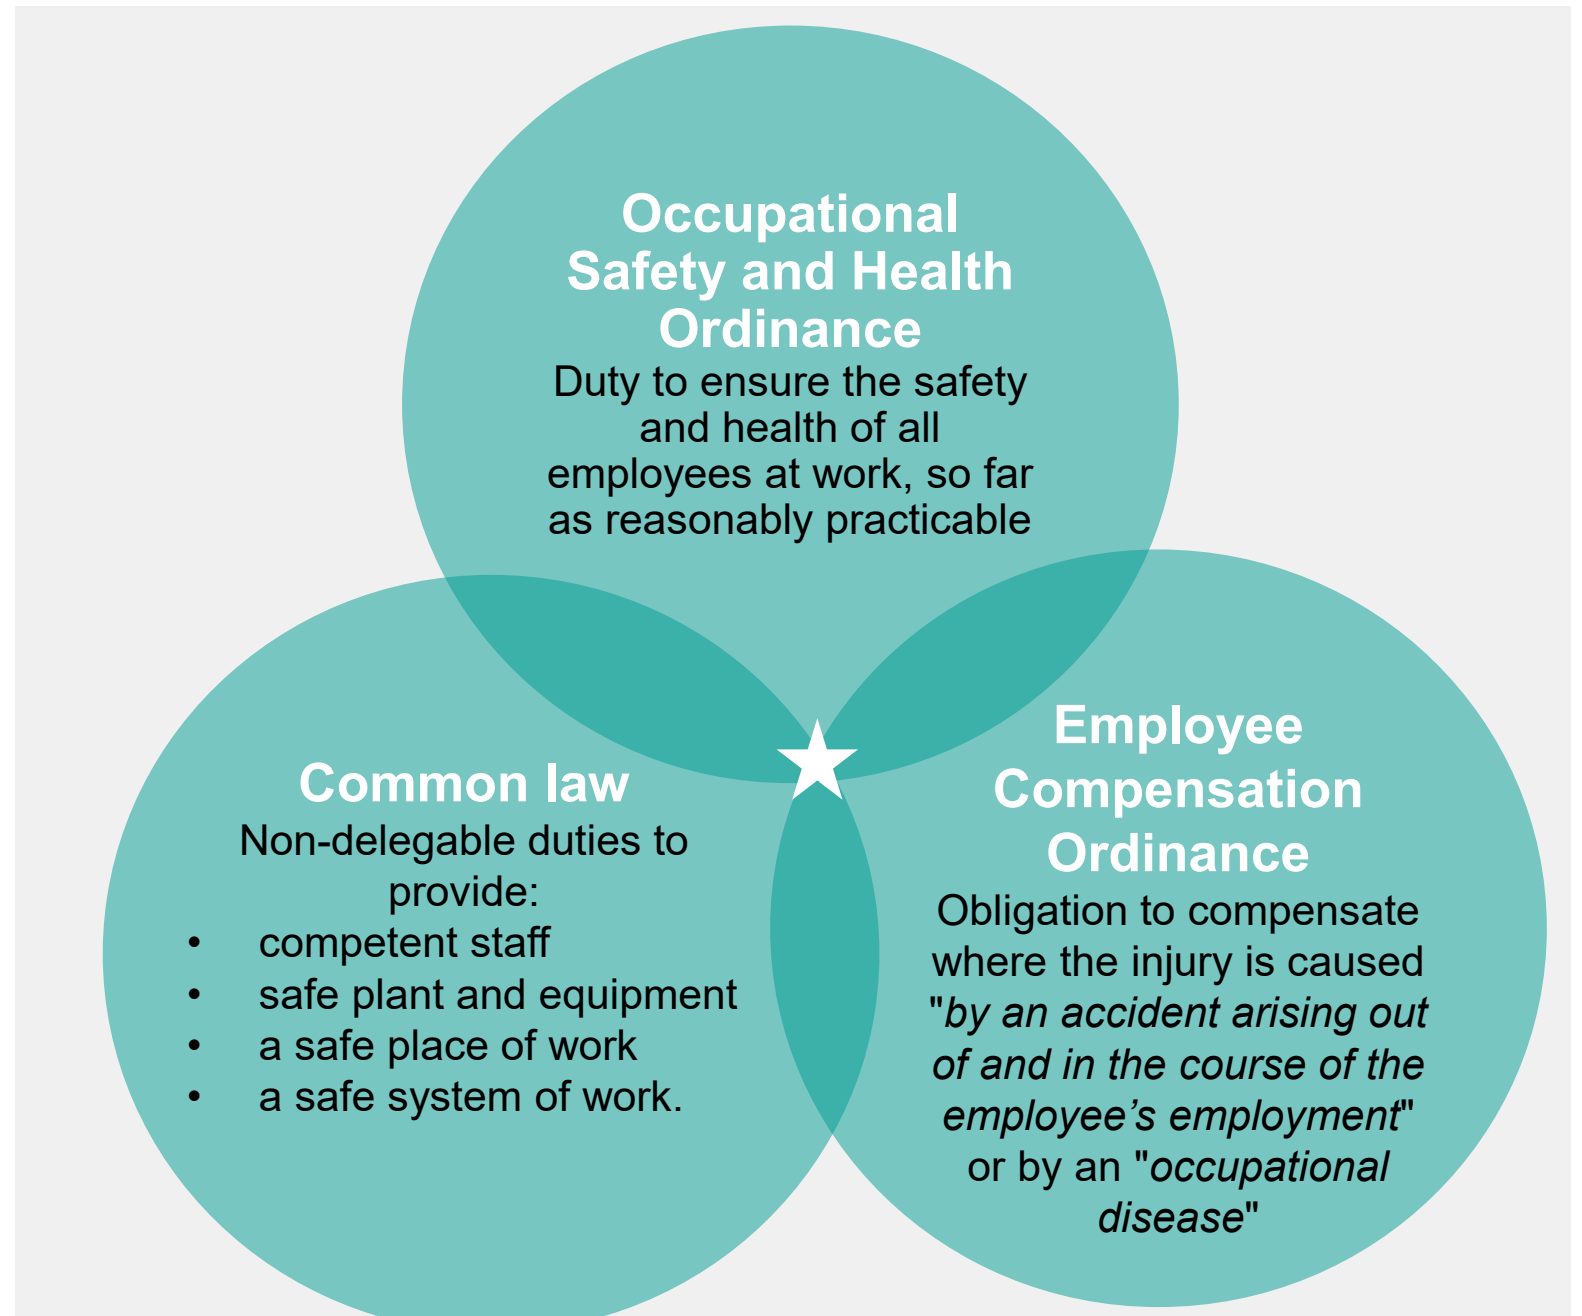 Occupational
Safety and Health
Ordinance
Duty to ensure the safety
and health of all
employees at work, so far
as reasonably practicable
Common law
Non-delegable duties to
provide:
• competent staff
• safe plant and equipment
• a safe place of work
• a safe system of work.
Employee
Compensation
Ordinance
Obligation to compensate
where the injury is caused
"by an accident arising out
of and in the course of the
employee’s employment"
or by an "occupational
disease"